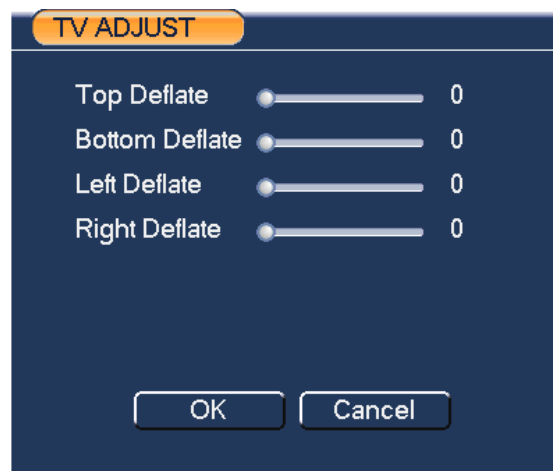 TV ADJUST
Top Deflate 0
Bottom Deflate 0
Left Deflate 0
Right Deflate 0
OK Cancel